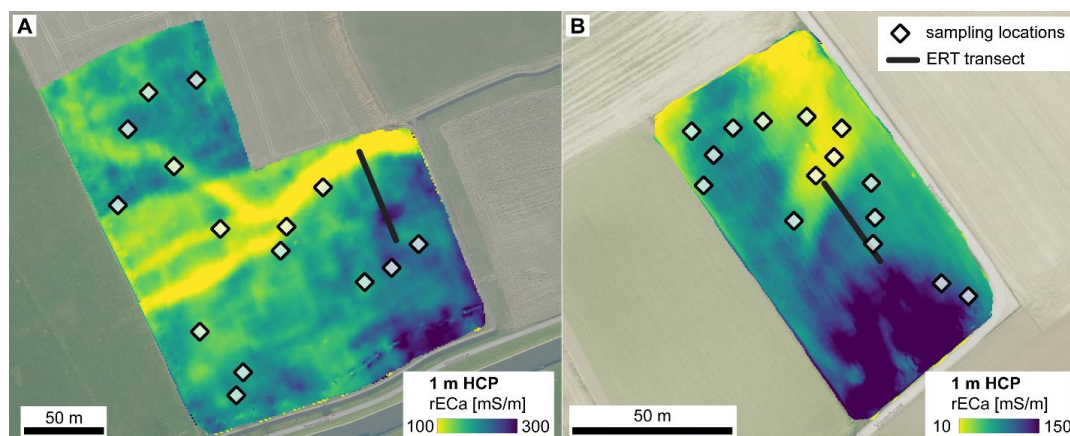 A
50 m
1 m HCP
rECa [mS/m]
100 300
B
sampling locations
ERT transect
50 m
1 m HCP
rECa [mS/m]
10 150